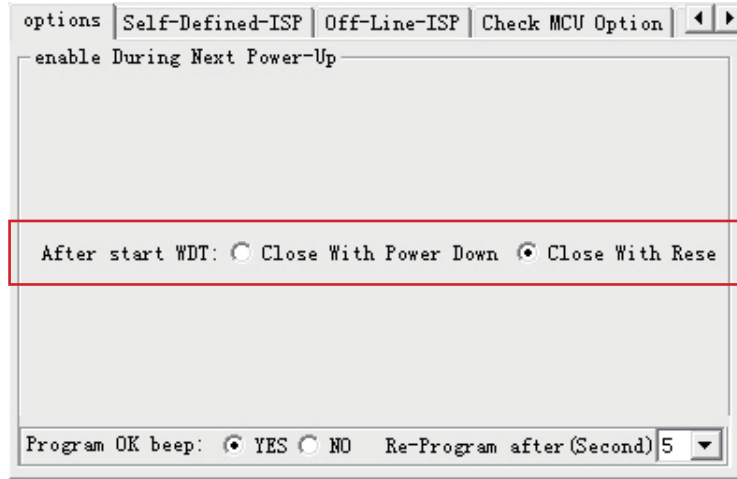 options Self-Defined-ISP Off-Line-ISP Check MCU Option
enable During Next Power-Up
After start WDT: Close With Power Down Close With Rese
Program OK beep: YES NO Re-Program after(Second) 5